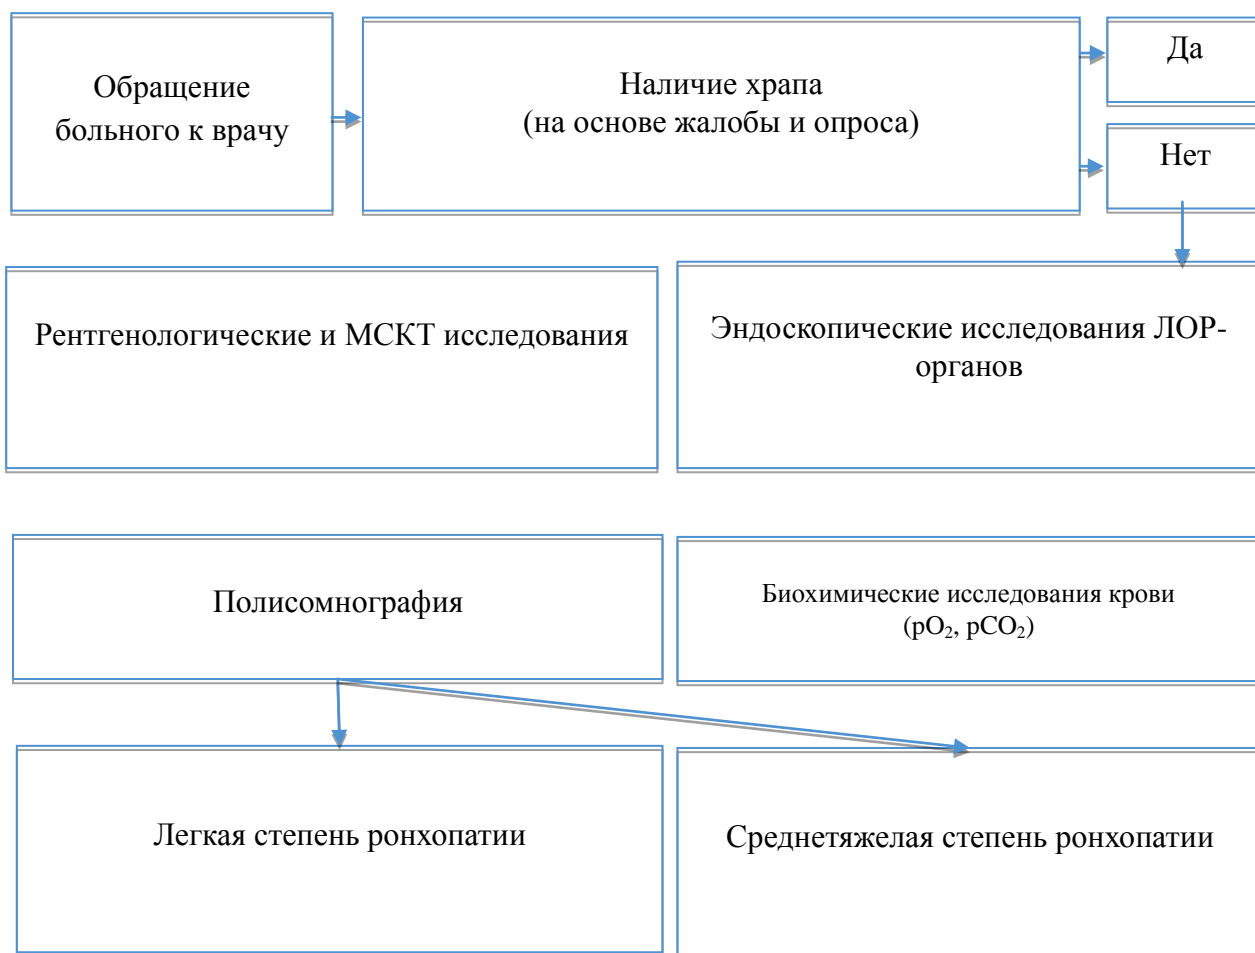 Обращение
больного к врачу
Наличие храпа
(на основе жалобы и опроса)
Да
Нет
Рентгенологические и МСКТ исследования
Эндоскопические исследования ЛОР-
органов
Полисомнография
Биохимические исследования крови
(pO₂, pCO₂)
Легкая степень ронхопатии
Среднетяжелая степень ронхопатии